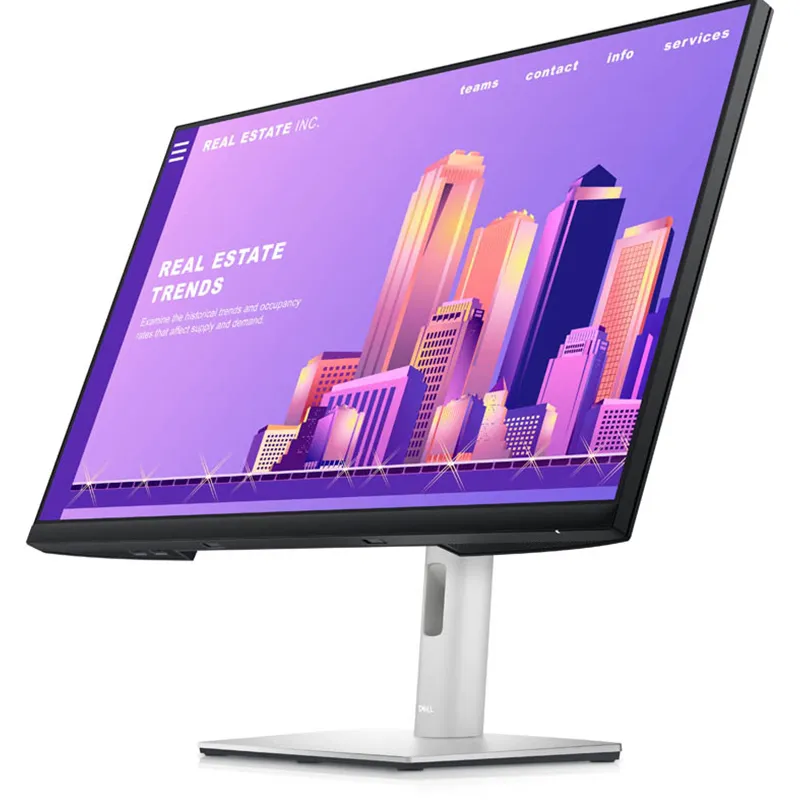 teams contact info services
REAL ESTATE INC.
REAL ESTATE
TRENDS
Examine the historical trends and occupancy
rates that affect supply and demand.
DELL